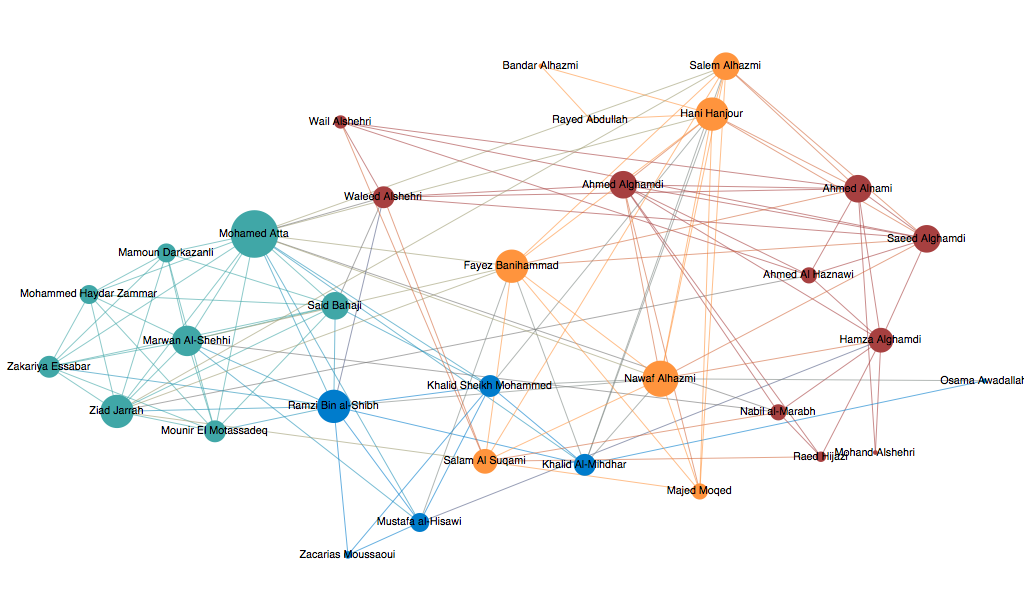 Bandar Alhazmi
Salem Alhazmi
Wail Alshehri
Rayed Abdullah
Hani Hanjour
Waleed Alshehri
Ahmed Alghamdi
Ahmed Alnami
Mohamed Atta
Saeed Alghamdi
Mamoun Darkazanli
Fayez Banihammad
Ahmed Al Haznawi
Mohammed Haydar Zammar
Said Bahaji
Marwan Al-Shehhi
Hamza Alghamdi
Zakariya Essabar
Khalid Sheikh Mohammed
Nawaf Alhazmi
Osama Awadallah
Ziad Jarrah
Ramzi Bin al-Shibh
Nabil al-Marabh
Mounir El Motassadeq
Salam Al Suqami
Khalid Al-Mihdhar
Raed Hijazi
Mohand Alshehri
Majed Moqed
Mustafa al-Hisawi
Zacarias Moussaoui